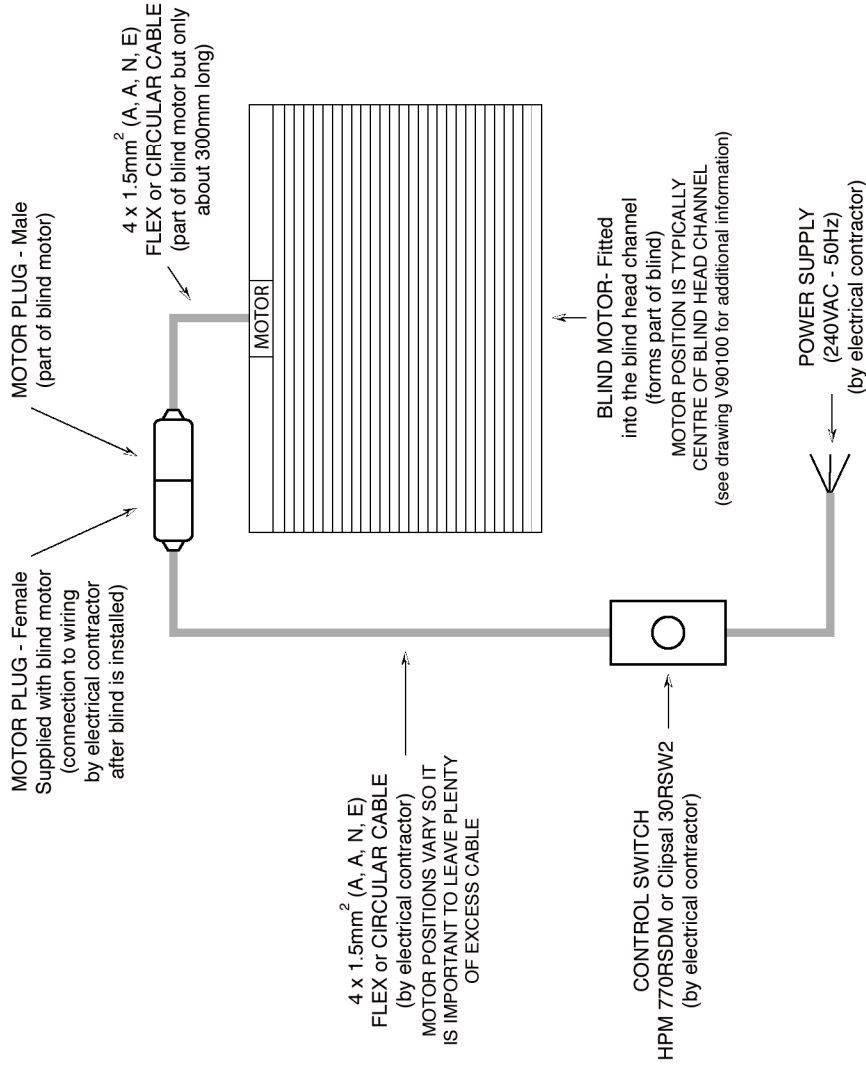 MOTOR PLUG - Female
Supplied with blind motor
(connection to wiring
by electrical contractor
after blind is installed)
MOTOR PLUG - Male
(part of blind motor)
4 x 1.5mm² (A, A, N, E)
FLEX or CIRCULAR CABLE
(part of blind motor but only
about 300mm long)
MOTOR
4 x 1.5mm² (A, A, N, E)
FLEX or CIRCULAR CABLE
(by electrical contractor)
MOTOR POSITIONS VARY SO IT
IS IMPORTANT TO LEAVE PLENTY
OF EXCESS CABLE
BLIND MOTOR- Fitted
into the blind head channel
(forms part of blind)
MOTOR POSITION IS TYPICALLY
CENTRE OF BLIND HEAD CHANNEL
(see drawing V90100 for additional information)
CONTROL SWITCH
HPM 770RSDM or Clipsal 30RSW2
(by electrical contractor)
POWER SUPPLY
(240VAC - 50Hz)
(by electrical contractor)